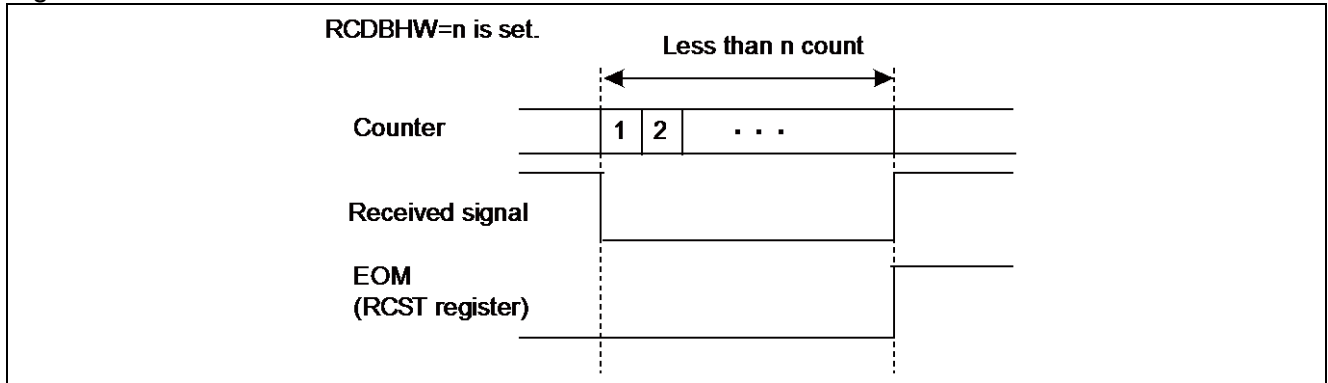 RCDBHW=n is set.
Less than n count
Counter
1 2 ···
Received signal
EOM
(RCST register)